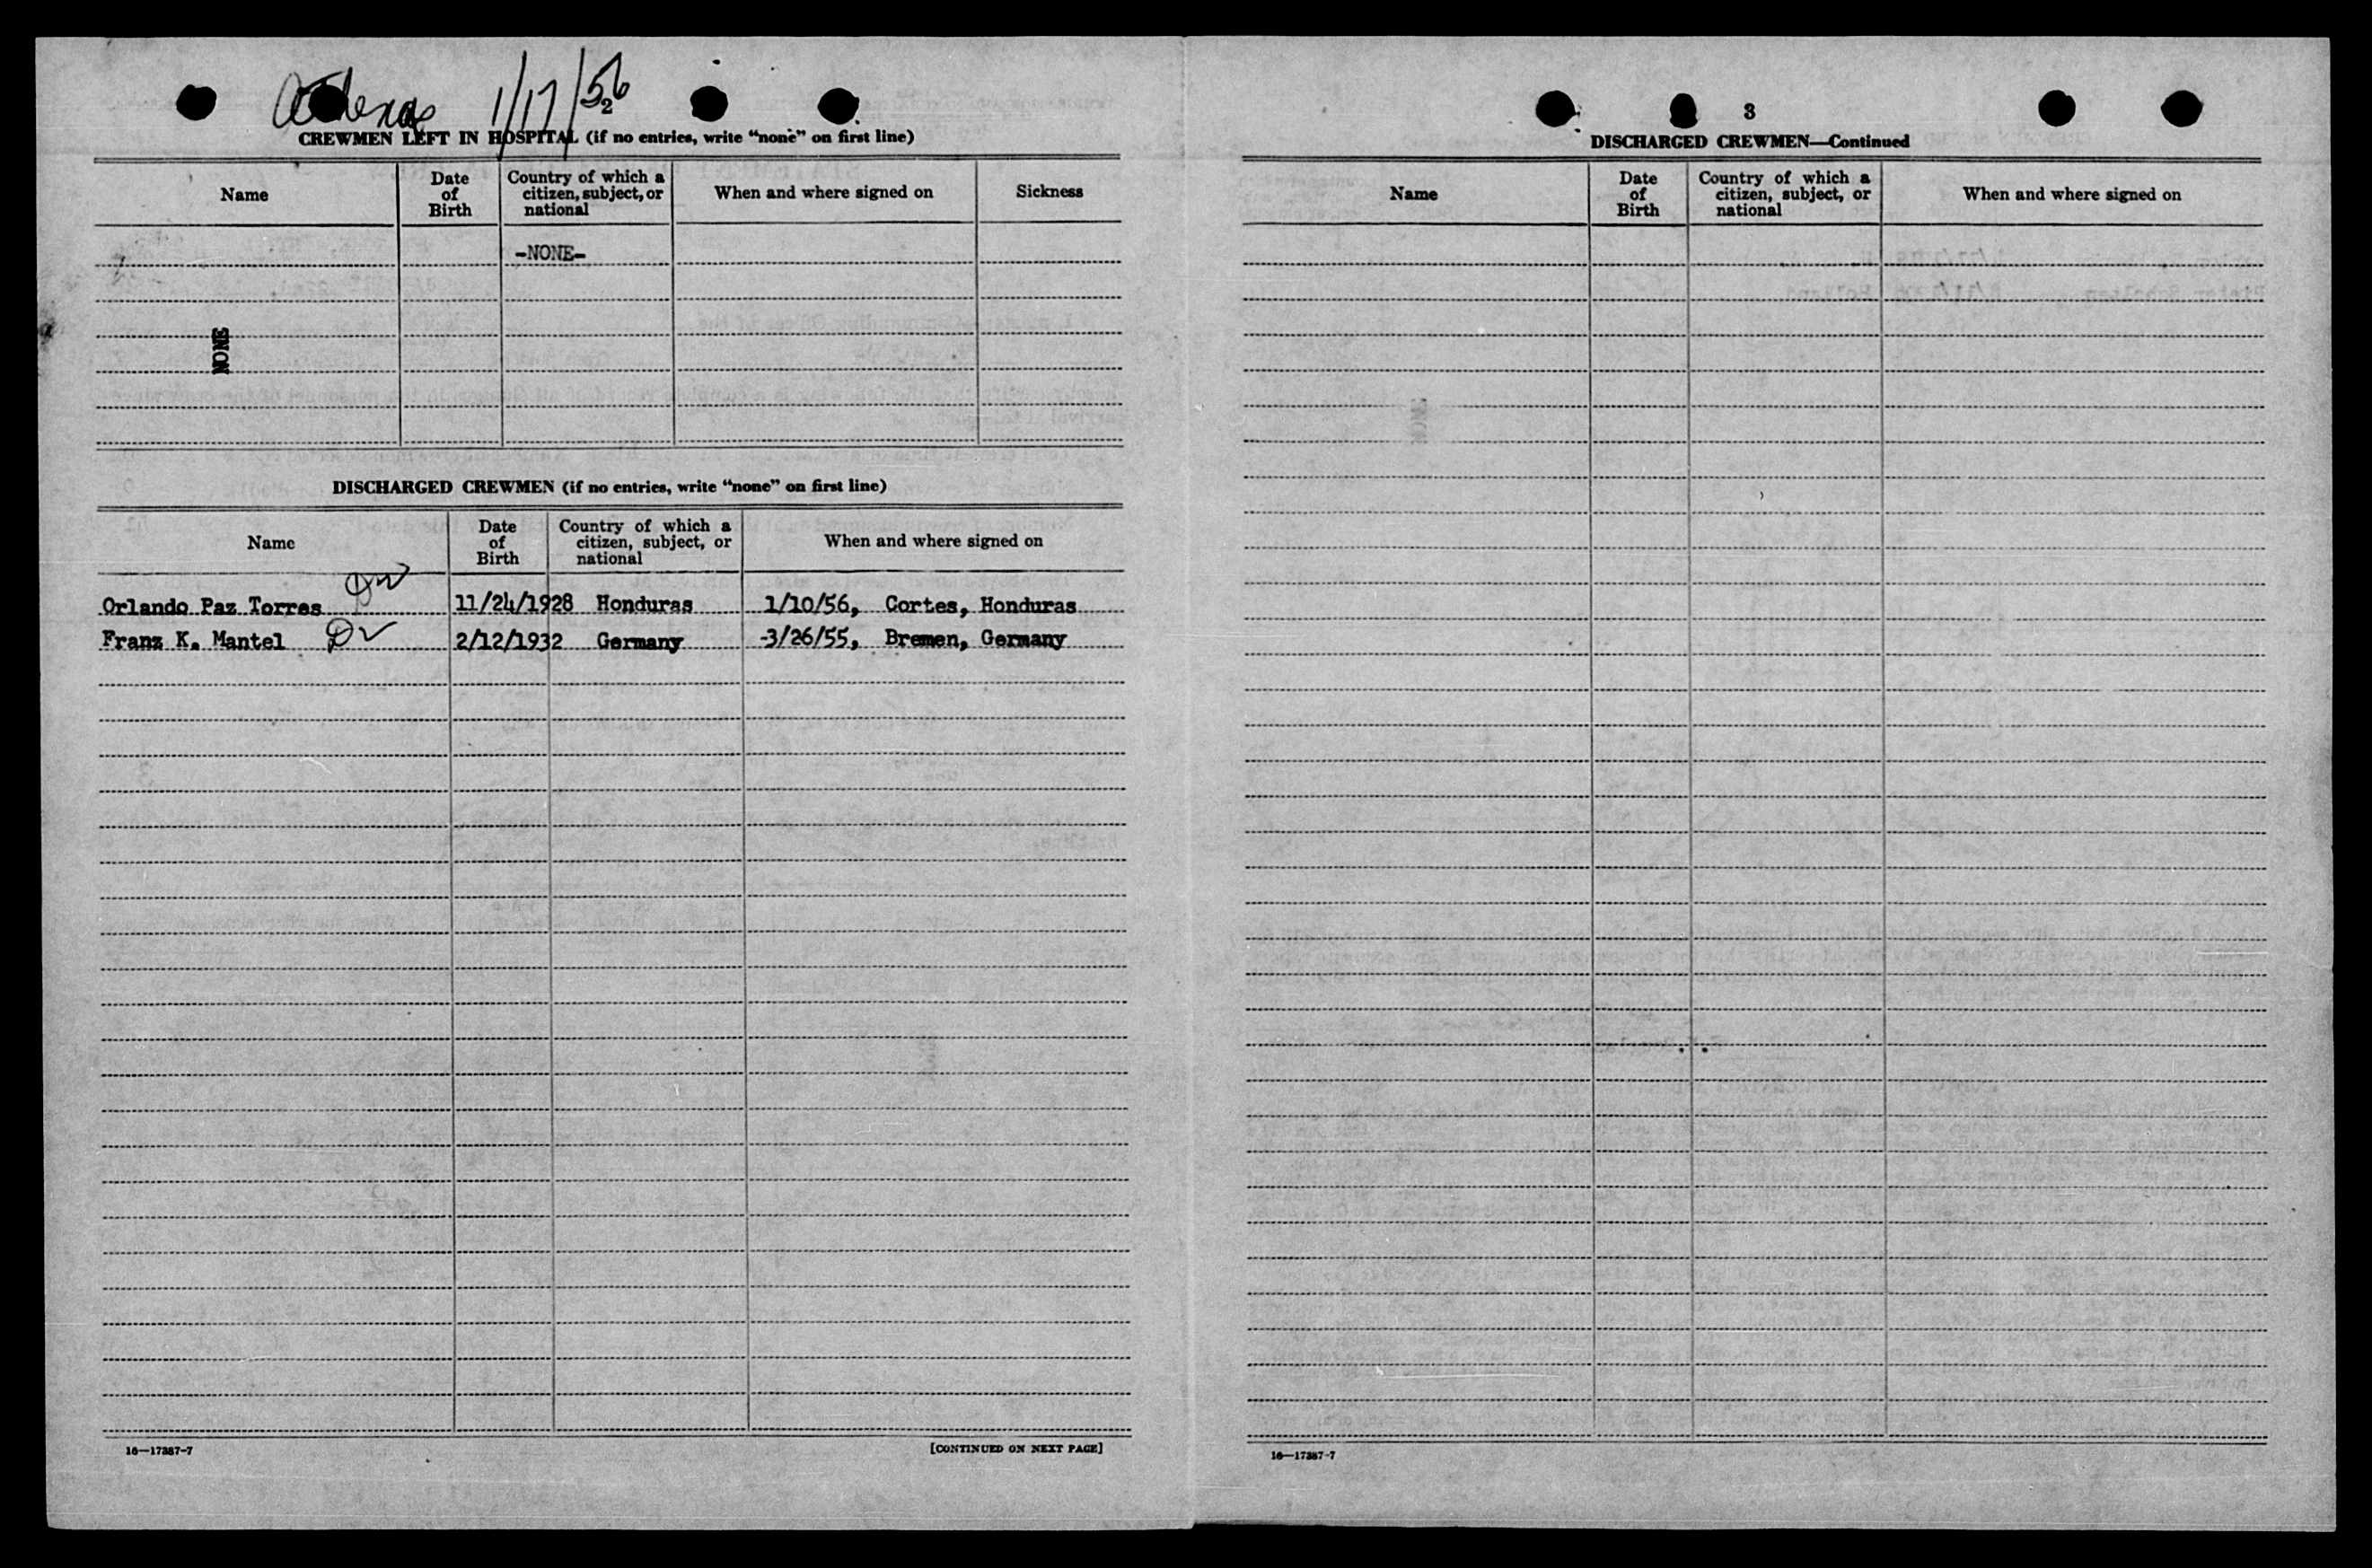 1/17/56
2
CREWMEN LEFT IN HOSPITAL (if no entries, write "none" on first line)
Name Date of Birth Country of which a citizen, subject, or national When and where signed on Sickness
-NONE-
NONE
DISCHARGED CREWMEN (if no entries, write "none" on first line)
Name Date of Birth Country of which a citizen, subject, or national When and where signed on
Orlando Paz Torres 11/24/1928 Honduras 1/10/56, Cortes, Honduras
Franz K. Mantel 2/12/1932 Germany -3/26/55, Bremen, Germany
16—17387-7 [CONTINUED ON NEXT PAGE]
3
DISCHARGED CREWMEN—Continued
Name Date of Birth Country of which a citizen, subject, or national When and where signed on
16—17387-7